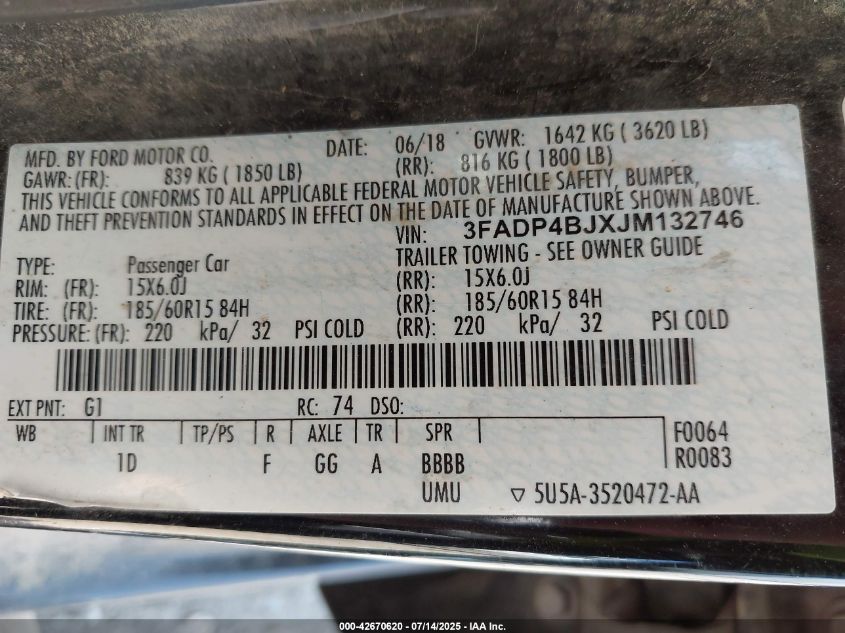 MFD. BY FORD MOTOR CO. DATE: 06/18 GVWR: 1642 KG ( 3620 LB)
GAWR: (FR): 839 KG ( 1850 LB) (RR): 816 KG ( 1800 LB)
THIS VEHICLE CONFORMS TO ALL APPLICABLE FEDERAL MOTOR VEHICLE SAFETY, BUMPER,
AND THEFT PREVENTION STANDARDS IN EFFECT ON THE DATE OF MANUFACTURE SHOWN ABOVE.
VIN: 3FADP4BJXJM132746
TYPE: Passenger Car TRAILER TOWING - SEE OWNER GUIDE
RIM: (FR): 15X6.0J (RR): 15X6.0J
TIRE: (FR): 185/60R15 84H (RR): 185/60R15 84H
PRESSURE: (FR): 220 kPa/ 32 PSI COLD (RR): 220 kPa/ 32 PSI COLD
EXT PNT: G1 RC: 74 DSO:
WB INT TR TP/PS R AXLE TR SPR F0064
1D F GG A BBBB R0083
UMU ▽ 5U5A-3520472-AA
000-42670620 - 07/14/2025 - IAA Inc.